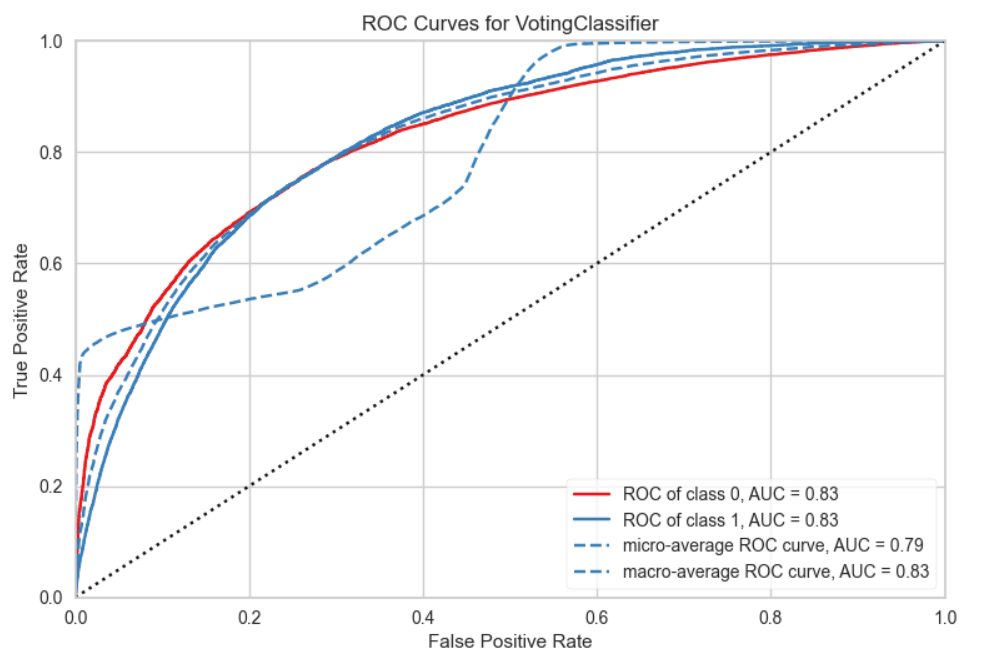 ROC Curves for VotingClassifier
1.0
0.8
0.6
0.4
0.2
0.0
True Positive Rate
ROC of class 0, AUC = 0.83
ROC of class 1, AUC = 0.83
micro-average ROC curve, AUC = 0.79
macro-average ROC curve, AUC = 0.83
0.0 0.2 0.4 0.6 0.8 1.0
False Positive Rate